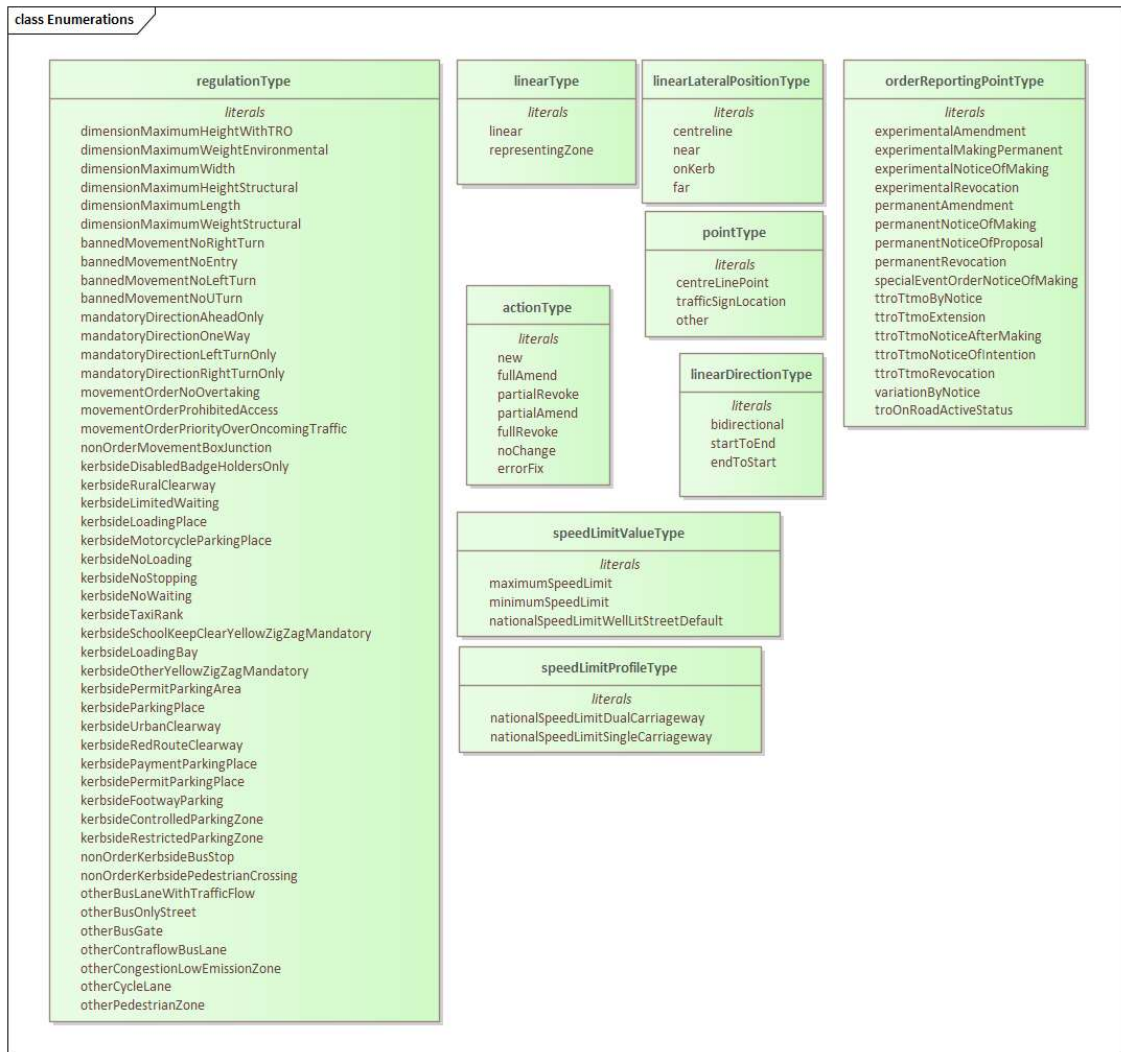 class Enumerations
regulationType
literals
dimensionMaximumHeightWithTRO
dimensionMaximumWeightEnvironmental
dimensionMaximumWidth
dimensionMaximumHeightStructural
dimensionMaximumLength
dimensionMaximumWeightStructural
bannedMovementNoRightTurn
bannedMovementNoEntry
bannedMovementNoLeftTurn
bannedMovementNoUTurn
mandatoryDirectionAheadOnly
mandatoryDirectionOneWay
mandatoryDirectionLeftTurnOnly
mandatoryDirectionRightTurnOnly
movementOrderNoOvertaking
movementOrderProhibitedAccess
movementOrderPriorityOverOncomingTraffic
nonOrderMovementBoxJunction
kerbsideDisabledBadgeHoldersOnly
kerbsideRuralClearway
kerbsideLimitedWaiting
kerbsideLoadingPlace
kerbsideMotorcycleParkingPlace
kerbsideNoLoading
kerbsideNoStopping
kerbsideNoWaiting
kerbsideTaxiRank
kerbsideSchoolKeepClearYellowZigZagMandatory
kerbsideLoadingBay
kerbsideOtherYellowZigZagMandatory
kerbsidePermitParkingArea
kerbsideParkingPlace
kerbsideUrbanClearway
kerbsideRedRouteClearway
kerbsidePaymentParkingPlace
kerbsidePermitParkingPlace
kerbsideFootwayParking
kerbsideControlledParkingZone
kerbsideRestrictedParkingZone
nonOrderKerbsideBusStop
nonOrderKerbsidePedestrianCrossing
otherBusLaneWithTrafficFlow
otherBusOnlyStreet
otherBusGate
otherContraflowBusLane
otherCongestionLowEmissionZone
otherCycleLane
otherPedestrianZone
linearType
literals
linear
representingZone
linearLateralPositionType
literals
centreline
near
onKerb
far
orderReportingPointType
literals
experimentalAmendment
experimentalMakingPermanent
experimentalNoticeOfMaking
experimentalRevocation
permanentAmendment
permanentNoticeOfMaking
permanentNoticeOfProposal
permanentRevocation
specialEventOrderNoticeOfMaking
ttroTtmoByNotice
ttroTtmoExtension
ttroTtmoNoticeAfterMaking
ttroTtmoNoticeOfIntention
ttroTtmoRevocation
variationByNotice
troOnRoadActiveStatus
pointType
literals
centreLinePoint
trafficSignLocation
other
actionType
literals
new
fullAmend
partialRevoke
partialAmend
fullRevoke
noChange
errorFix
linearDirectionType
literals
bidirectional
startToEnd
endToStart
speedLimitValueType
literals
maximumSpeedLimit
minimumSpeedLimit
nationalSpeedLimitWellLitStreetDefault
speedLimitProfileType
literals
nationalSpeedLimitDualCarriageway
nationalSpeedLimitSingleCarriageway